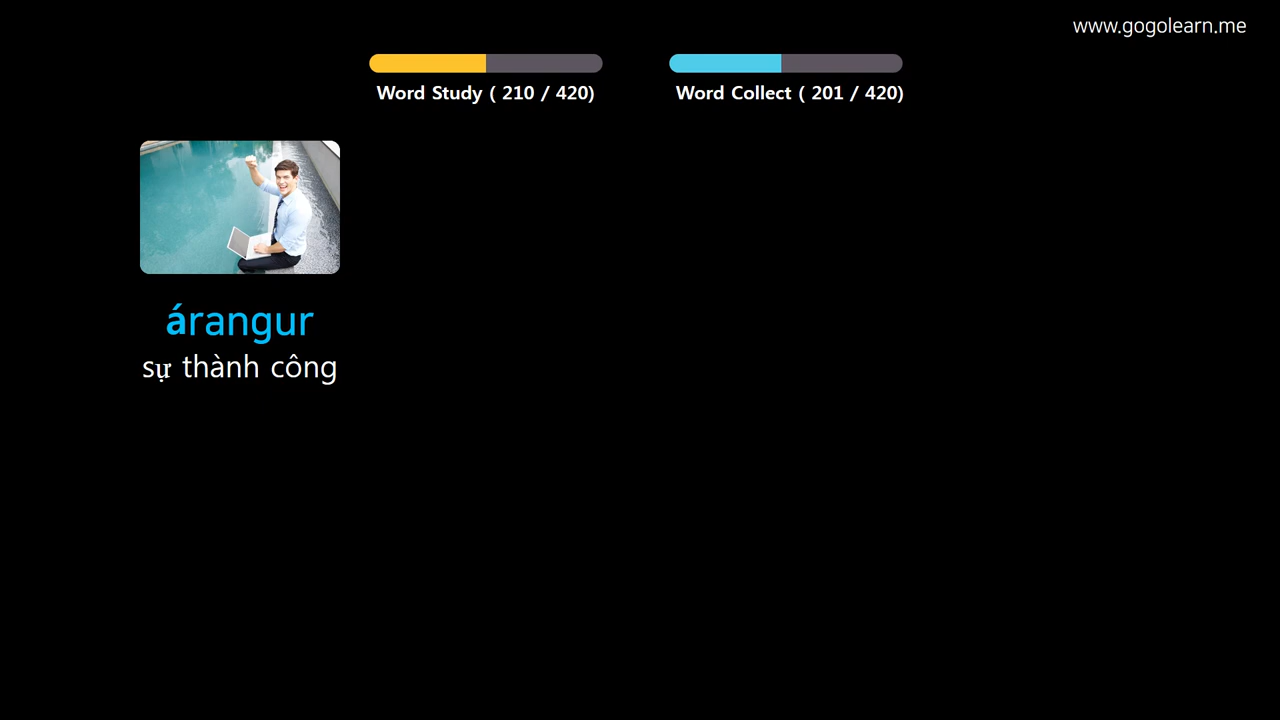 www.gogolearn.me
Word Study ( 210 / 420)
Word Collect ( 201 / 420)
árangur
sự thành công